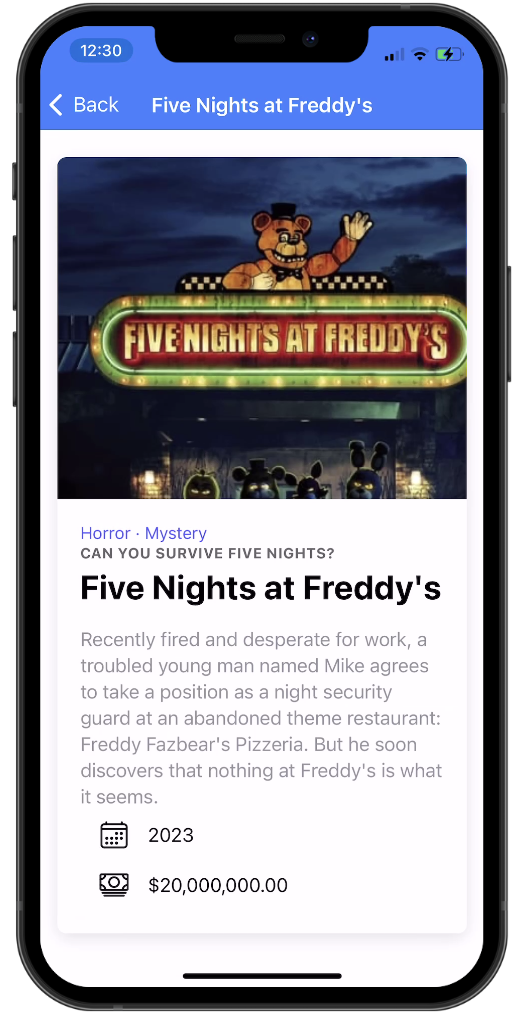 12:30
Back Five Nights at Freddy's
FIVE NIGHTS AT FREDDY'S
Horror · Mystery
CAN YOU SURVIVE FIVE NIGHTS?
Five Nights at Freddy's
Recently fired and desperate for work, a
troubled young man named Mike agrees
to take a position as a night security
guard at an abandoned theme restaurant:
Freddy Fazbear's Pizzeria. But he soon
discovers that nothing at Freddy's is what
it seems.
2023
$20,000,000.00